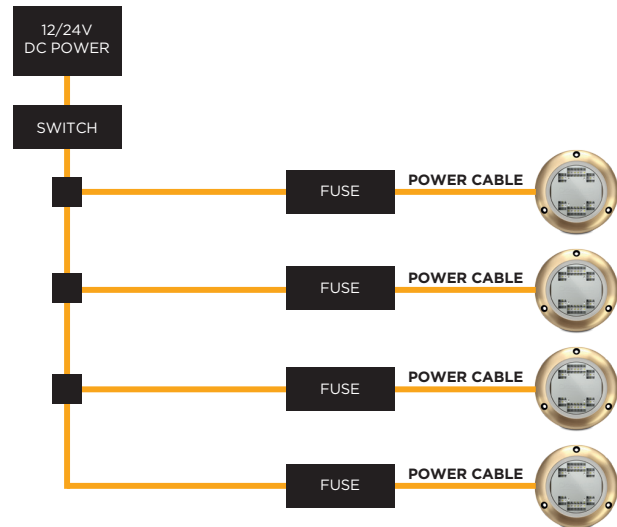 12/24V
DC POWER
SWITCH
FUSE
POWER CABLE
FUSE
POWER CABLE
FUSE
POWER CABLE
FUSE
POWER CABLE